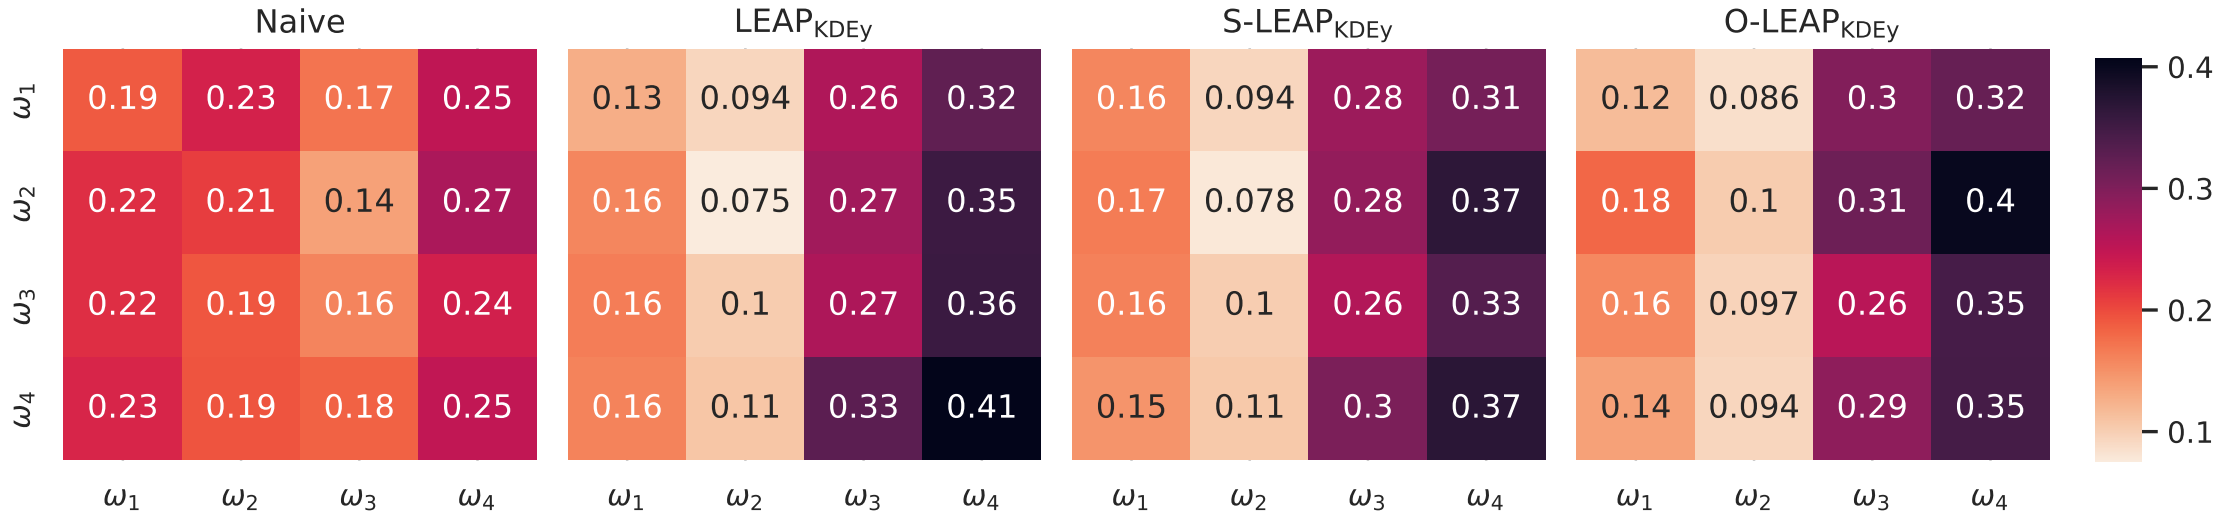 Naive LEAP_KDEy S-LEAP_KDEy O-LEAP_KDEy
ω₁ 0.19 0.23 0.17 0.25 0.13 0.094 0.26 0.32 0.16 0.094 0.28 0.31 0.12 0.086 0.3 0.32 0.4
ω₂ 0.22 0.21 0.14 0.27 0.16 0.075 0.27 0.35 0.17 0.078 0.28 0.37 0.18 0.1 0.31 0.4 0.3
ω₃ 0.22 0.19 0.16 0.24 0.16 0.1 0.27 0.36 0.16 0.1 0.26 0.33 0.16 0.097 0.26 0.35 0.2
ω₄ 0.23 0.19 0.18 0.25 0.16 0.11 0.33 0.41 0.15 0.11 0.3 0.37 0.14 0.094 0.29 0.35 0.1
ω₁ ω₂ ω₃ ω₄ ω₁ ω₂ ω₃ ω₄ ω₁ ω₂ ω₃ ω₄ ω₁ ω₂ ω₃ ω₄